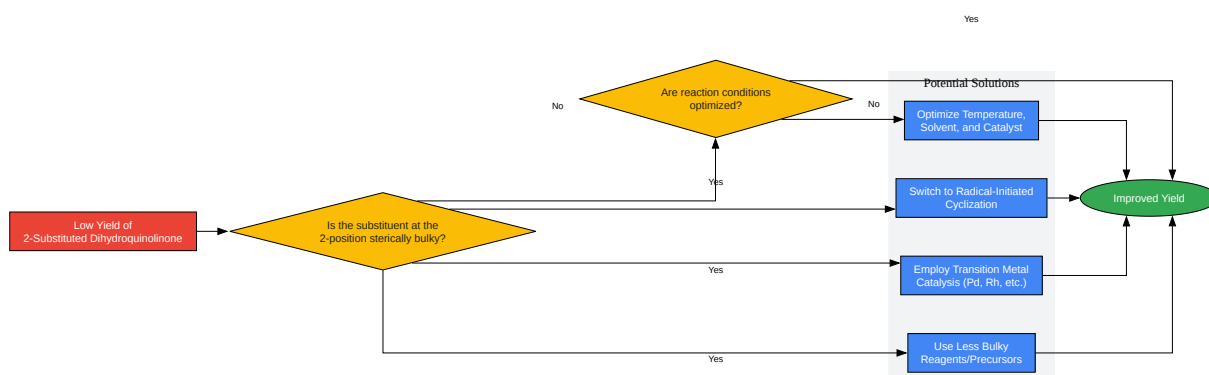 Yes
Are reaction conditions
optimized?
No
No
Potential Solutions
Optimize Temperature,
Solvent, and Catalyst
Yes
Switch to Radical-Initiated
Cyclization
Improved Yield
Low Yield of
2-Substituted Dihydroquinolinone
Is the substituent at the
2-position sterically bulky?
Yes
Employ Transition Metal
Catalysis (Pd, Rh, etc.)
Yes
Use Less Bulky
Reagents/Precursors